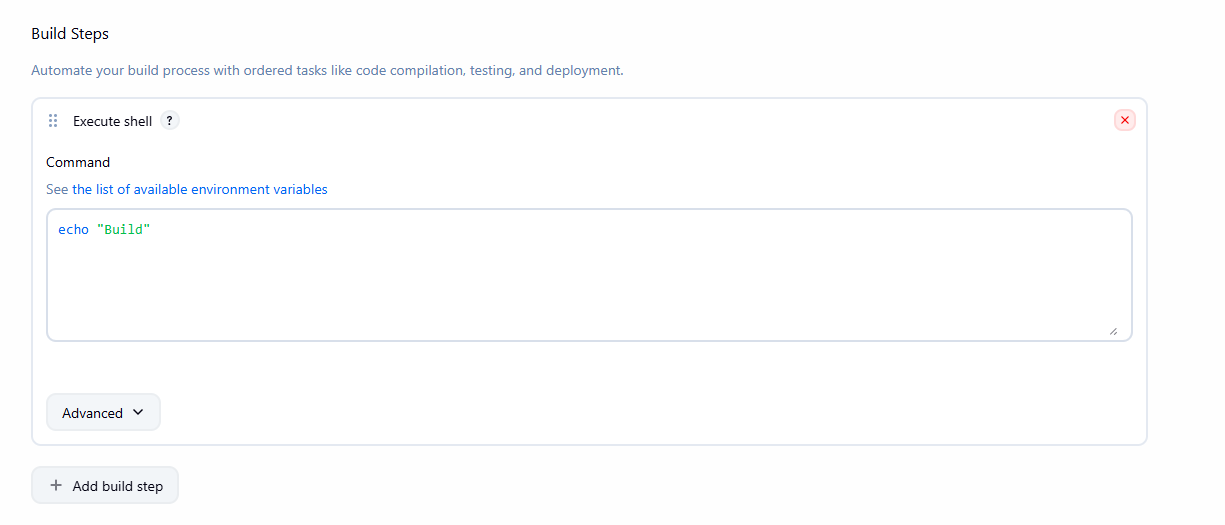 Build Steps
Automate your build process with ordered tasks like code compilation, testing, and deployment.
Execute shell ?
Command
See the list of available environment variables
echo "Build"
Advanced
+ Add build step